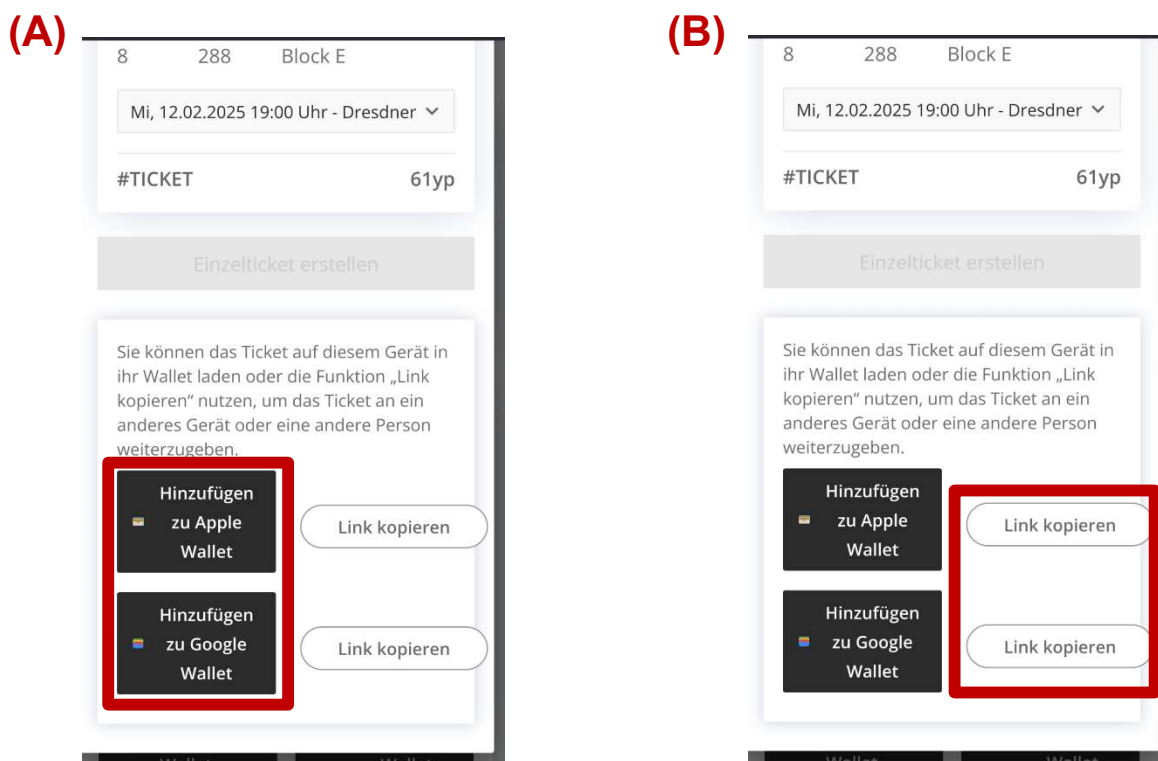 (A)
8 288 Block E
Mi, 12.02.2025 19:00 Uhr - Dresdner
#TICKET 61yp
Einzelticket erstellen
Sie können das Ticket auf diesem Gerät in
ihr Wallet laden oder die Funktion „Link
kopieren“ nutzen, um das Ticket an ein
anderes Gerät oder eine andere Person
weiterzugeben.
Hinzufügen
zu Apple
Wallet
Link kopieren
Hinzufügen
zu Google
Wallet
Link kopieren
Wallet Wallet
(B)
8 288 Block E
Mi, 12.02.2025 19:00 Uhr - Dresdner
#TICKET 61yp
Einzelticket erstellen
Sie können das Ticket auf diesem Gerät in
ihr Wallet laden oder die Funktion „Link
kopieren“ nutzen, um das Ticket an ein
anderes Gerät oder eine andere Person
weiterzugeben.
Hinzufügen
zu Apple
Wallet
Link kopieren
Hinzufügen
zu Google
Wallet
Link kopieren
Wallet Wallet